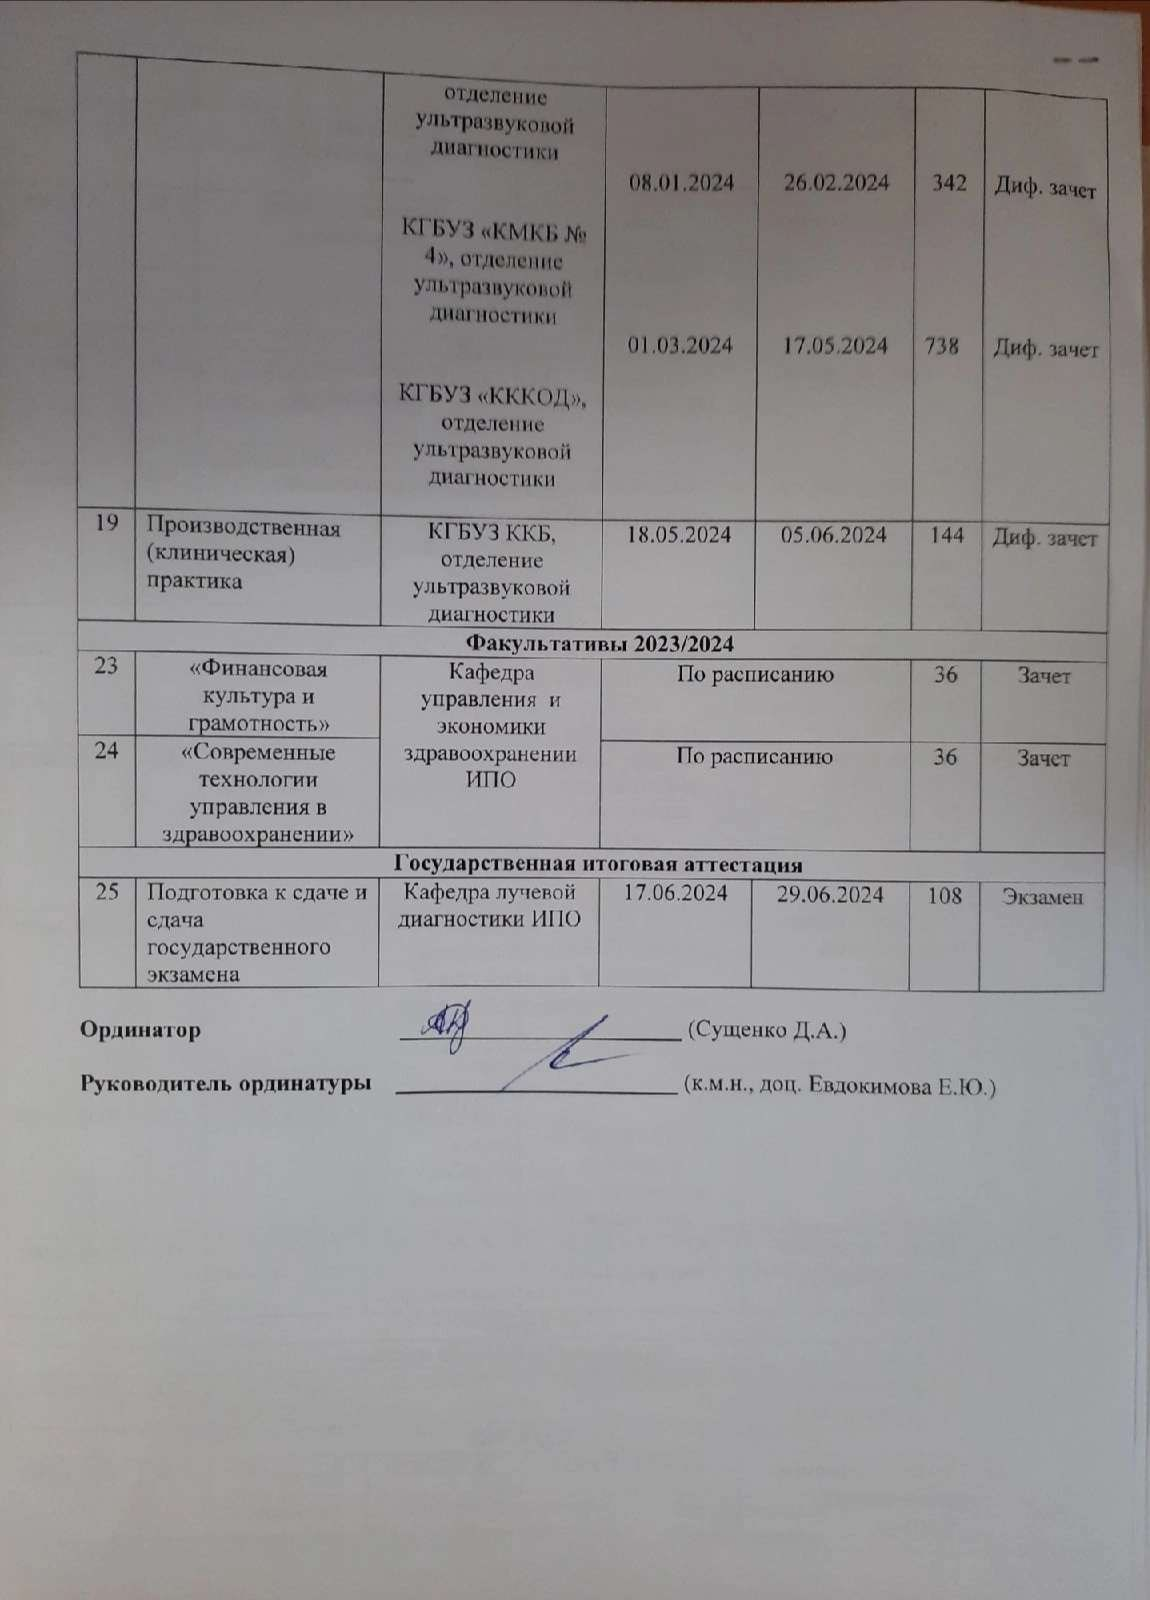 отделение
ультразвуковой
диагностики
08.01.2024 26.02.2024 342 Диф. зачет
КГБУЗ «КМКБ №
4», отделение
ультразвуковой
диагностики
01.03.2024 17.05.2024 738 Диф. зачет
КГБУЗ «КККОД»,
отделение
ультразвуковой
диагностики
19 Производственная КГБУЗ ККБ, 18.05.2024 05.06.2024 144 Диф. зачет
(клиническая) отделение
практика ультразвуковой
диагностики
Факультативы 2023/2024
23 «Финансовая Кафедра По расписанию 36 Зачет
культура и управления и
грамотность» экономики
24 «Современные здравоохранении По расписанию 36 Зачет
технологии ИПО
управления в
здравоохранении»
Государственная итоговая аттестация
25 Подготовка к сдаче и Кафедра лучевой 17.06.2024 29.06.2024 108 Экзамен
сдача диагностики ИПО
государственного
экзамена
Ординатор (Сущенко Д.А.)
Руководитель ординатуры (к.м.н., доц. Евдокимова Е.Ю.)